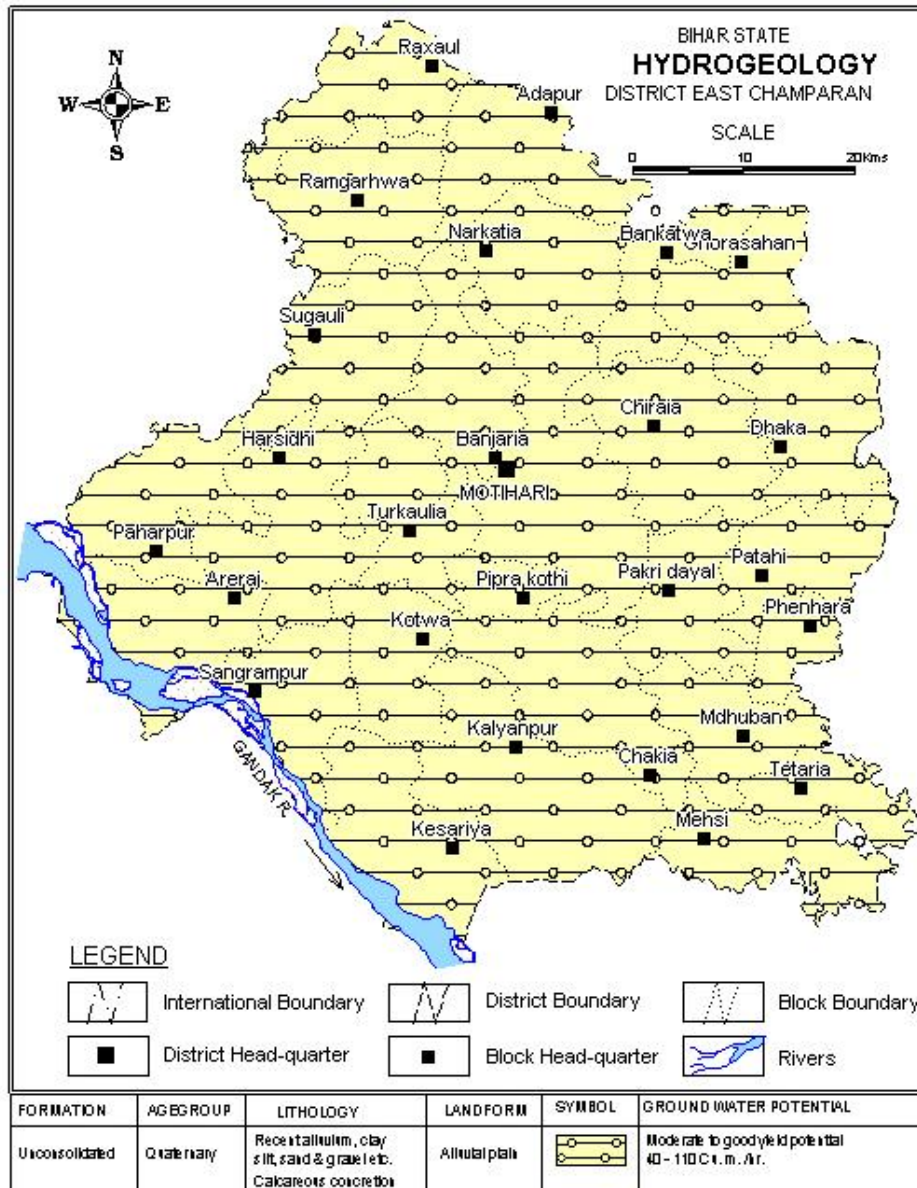 BIHAR STATE
HYDROGEOLOGY
DISTRICT EAST CHAMPARAN
SCALE
0 10 20Kms
N
W E
S
Raxaul
Adapur
Ramgarhwa
Narkatia
Bankatwa
Ghorasahan
Sugauli
Chiraia
Dhaka
Harsidhi
Banjaria
MOTIHARI
Turkaulia
Paharpur
Patahi
Areraj
Pipra kothi
Pakri dayal
Phenhara
Kotwa
Sangrampur
Mdhuban
Kalyanpur
Chakia
Tetaria
GANDAK R.
Kesariya
Mehsi
LEGEND
International Boundary
District Boundary
Block Boundary
District Head-quarter
Block Head-quarter
Rivers
FORMATION AGEGROUP LITHOLOGY LANDFORM SYMBOL GROUND WATER POTENTIAL
Unconsolidated Quaternary Recent alluvium, clay Alluvial plain Moderate to good yield potential
silt, sand & gravel etc. 40 - 110 Cu. m. /hr.
Calcareous concretion